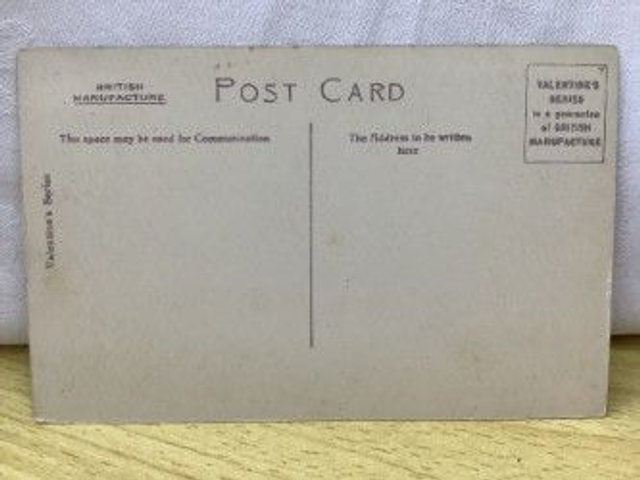 BRITISH
MANUFACTURE
POST CARD
This space may be used for Communication
The Address to be written
here
VALENTINE'S
SERIES
is a guarantee
of BRITISH
MANUFACTURE
Valentine's Series